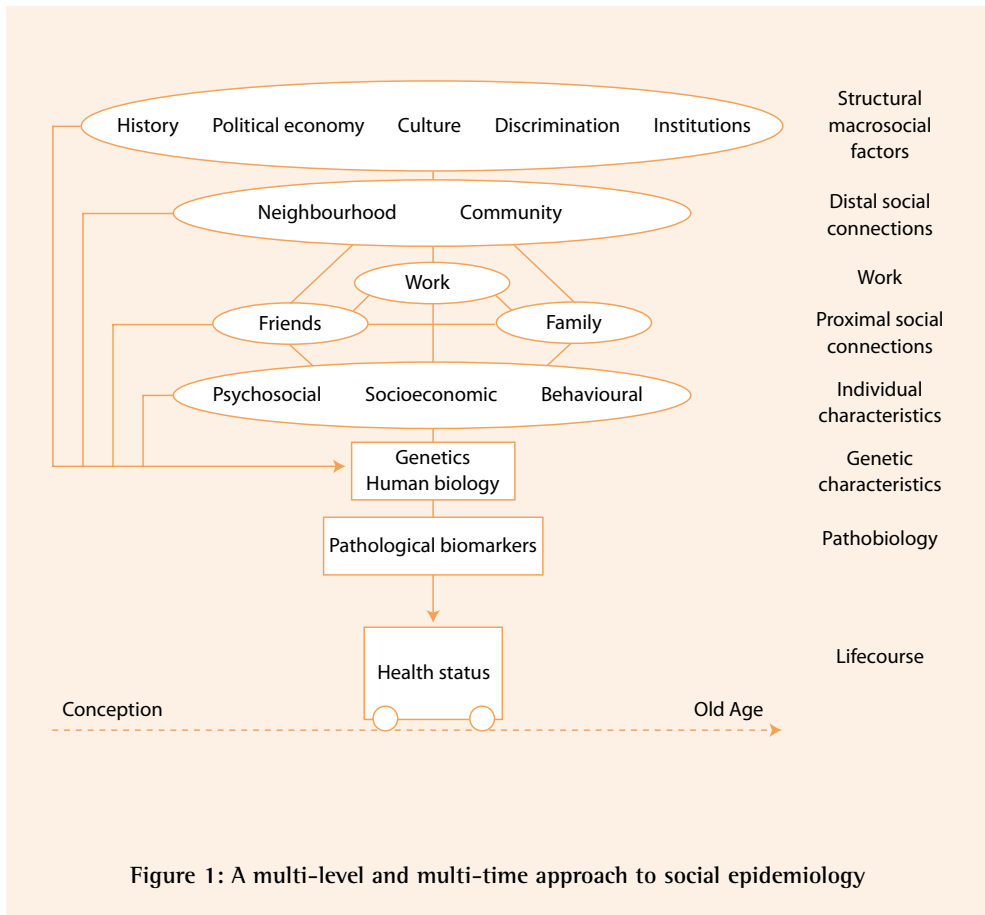 History Political economy Culture Discrimination Institutions
Structural
macrosocial
factors
Neighbourhood Community
Distal social
connections
Work
Work
Friends Family
Proximal social
connections
Psychosocial Socioeconomic Behavioural
Individual
characteristics
Genetics
Human biology
Genetic
characteristics
Pathological biomarkers
Pathobiology
Health status
Lifecourse
Conception Old Age
Figure 1: A multi-level and multi-time approach to social epidemiology